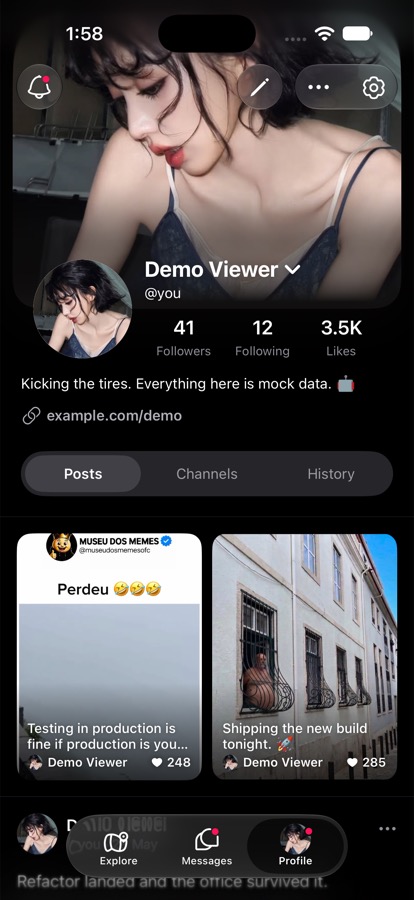 1:58
Demo Viewer
@you
41 12 3.5K
Followers Following Likes
Kicking the tires. Everything here is mock data. 🤖
example.com/demo
Posts Channels History
MUSEU DOS MEMES
@museudosmemesofc
Perdeu 🤣🤣🤣
Testing in production is
fine if production is you...
Demo Viewer 248
Shipping the new build
tonight. 🚀
Demo Viewer 285
May
Explore Messages Profile
Refactor landed and the office survived it.